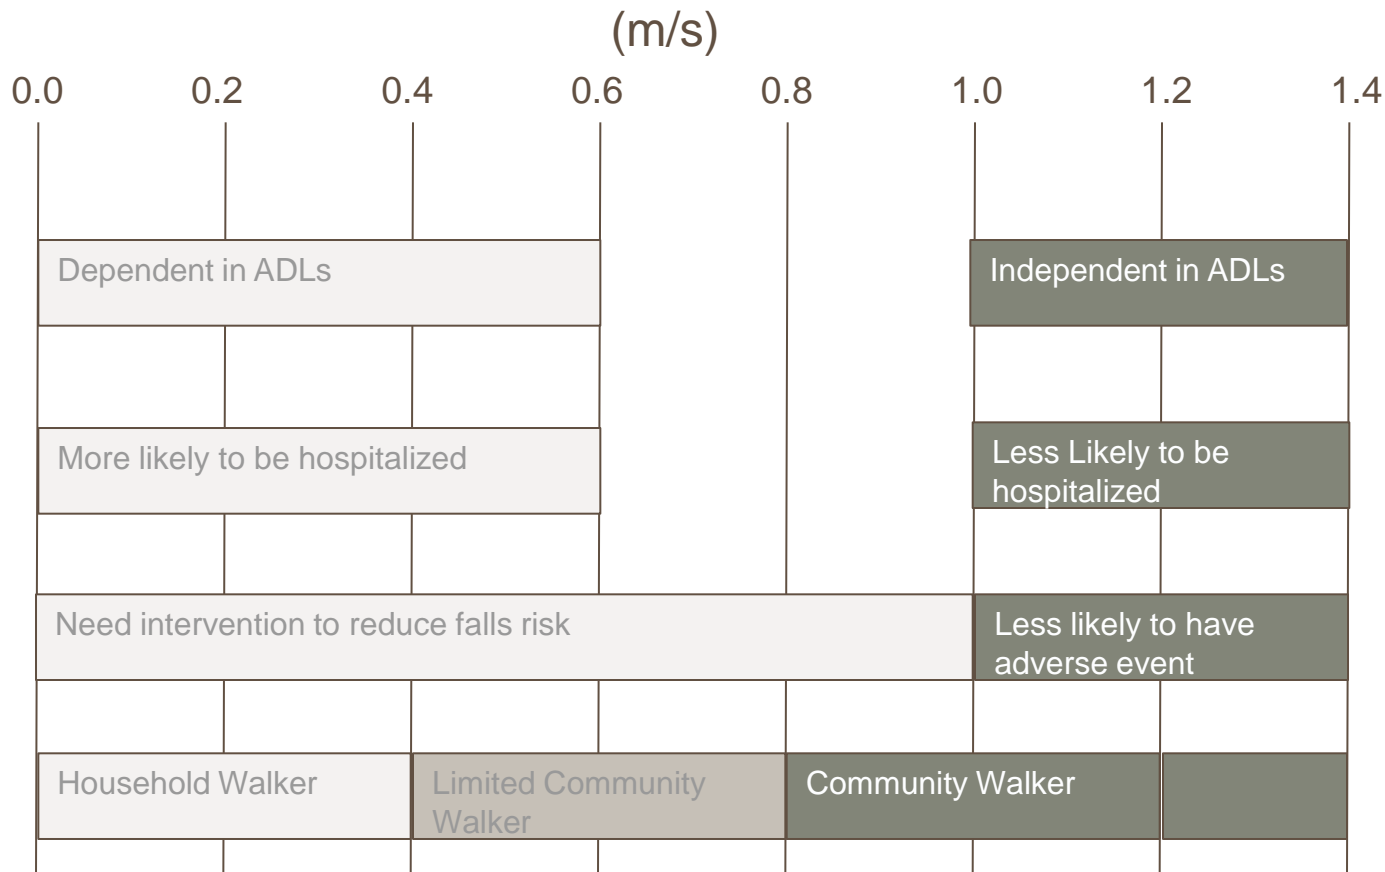 (m/s)
0.0 0.2 0.4 0.6 0.8 1.0 1.2 1.4
Dependent in ADLs
Independent in ADLs
More likely to be hospitalized
Less Likely to be
hospitalized
Need intervention to reduce falls risk
Less likely to have
adverse event
Household Walker
Limited Community
Walker
Community Walker